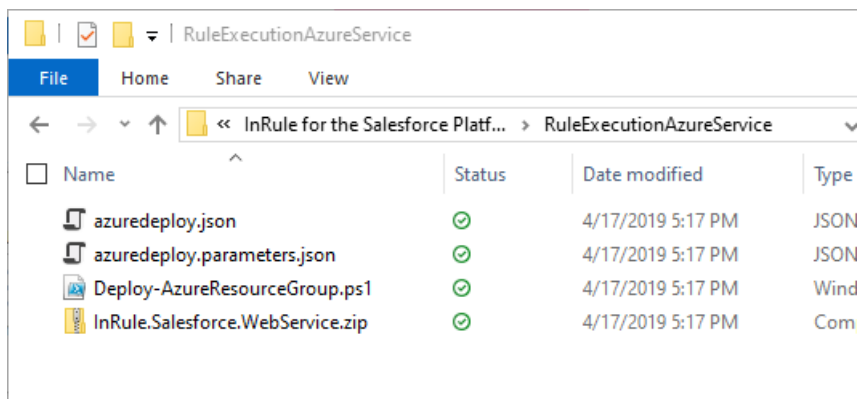 RuleExecutionAzureService
File Home Share View
« InRule for the Salesforce Platf... › RuleExecutionAzureService
Name Status Date modified Type
azuredeploy.json 4/17/2019 5:17 PM JSON
azuredeploy.parameters.json 4/17/2019 5:17 PM JSON
Deploy-AzureResourceGroup.ps1 4/17/2019 5:17 PM Wind
InRule.Salesforce.WebService.zip 4/17/2019 5:17 PM Com